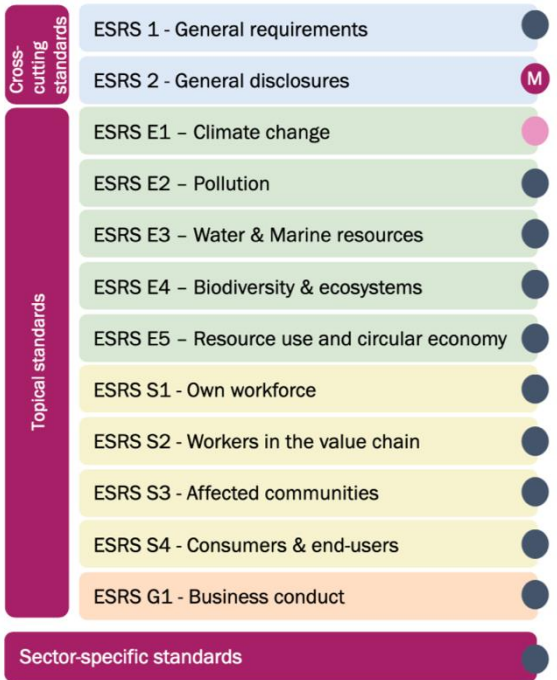 Cross-
cutting
standards
ESRS 1 - General requirements
ESRS 2 - General disclosures
M
Topical standards
ESRS E1 – Climate change
ESRS E2 – Pollution
ESRS E3 – Water & Marine resources
ESRS E4 – Biodiversity & ecosystems
ESRS E5 – Resource use and circular economy
ESRS S1 - Own workforce
ESRS S2 - Workers in the value chain
ESRS S3 - Affected communities
ESRS S4 - Consumers & end-users
ESRS G1 - Business conduct
Sector-specific standards